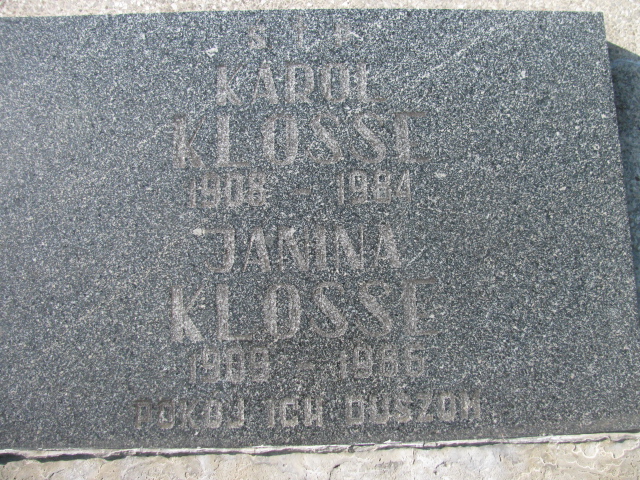 Ś.I.P.
KAROL
KLOSSE
1908 - 1984
JANINA
KLOSSE
1909 - 1986
POKÓJ ICH DUSZOM